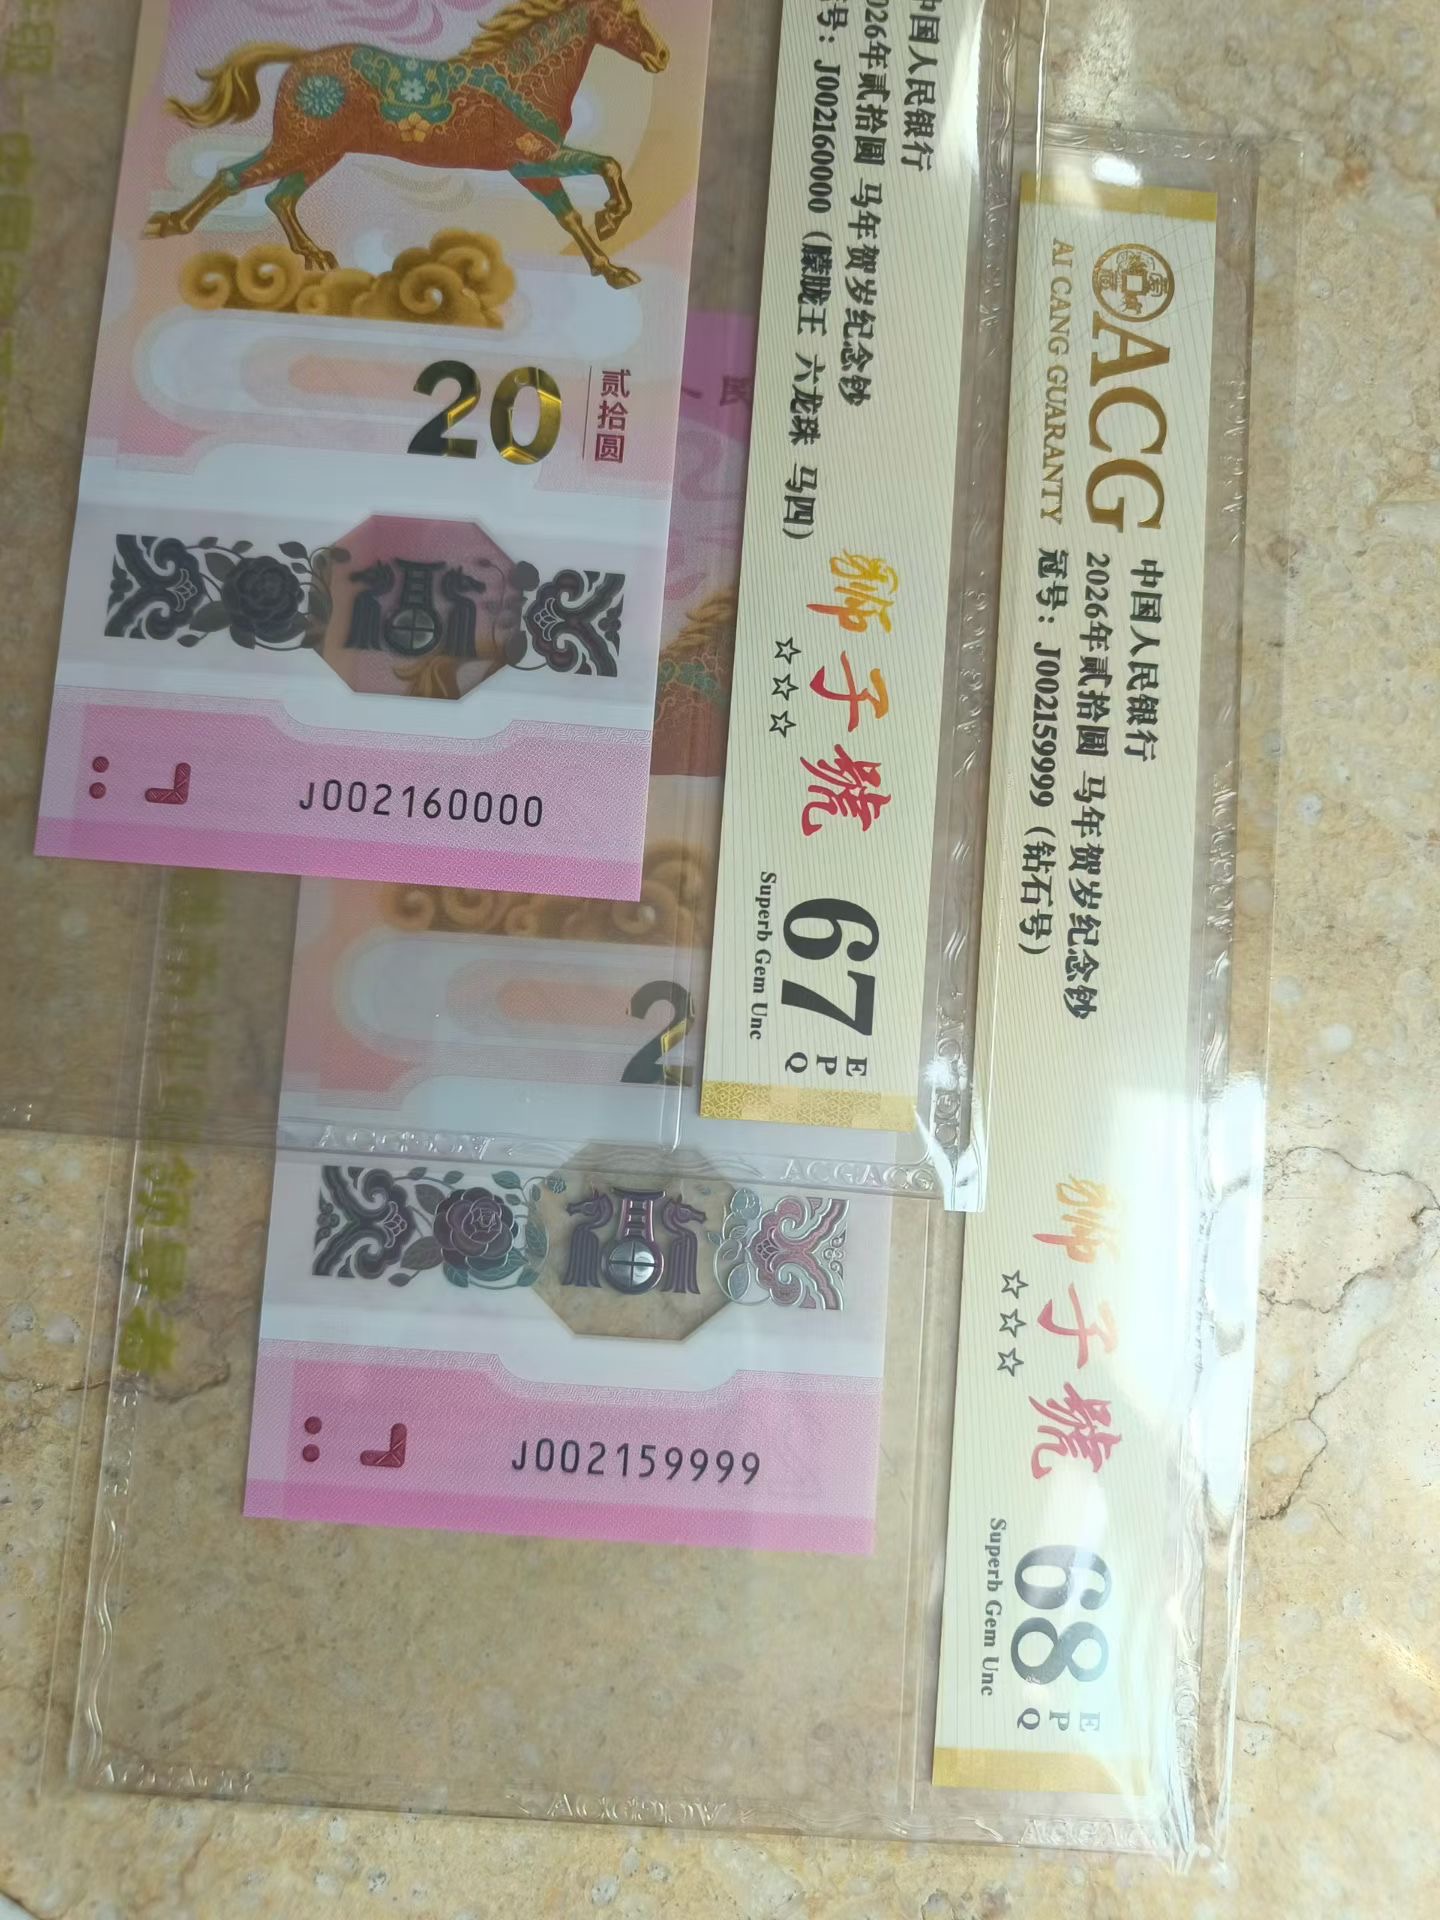 贰拾圆
20
J002160000
中国人民银行
2026年贰拾圆 马年贺岁纪念钞
号：J002160000（朦胧王 六龙珠 马四）
狮子號
☆☆☆
67
EPQ
Superb Gem Unc
ACG
AI CANG GUARANTY
中国人民银行
2026年贰拾圆 马年贺岁纪念钞
冠号：J002159999（钻石号）
狮子號
☆☆☆
68
EPQ
Superb Gem Unc
2
J002159999